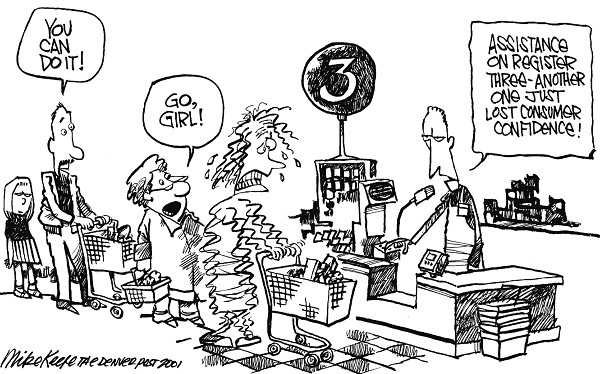 YOU
CAN
DO IT!
GO,
GIRL!
3
ASSISTANCE
ON REGISTER
THREE-ANOTHER
ONE JUST
LOST CONSUMER
CONFIDENCE!
MIKE KEEFE THE DENVER POST 2001